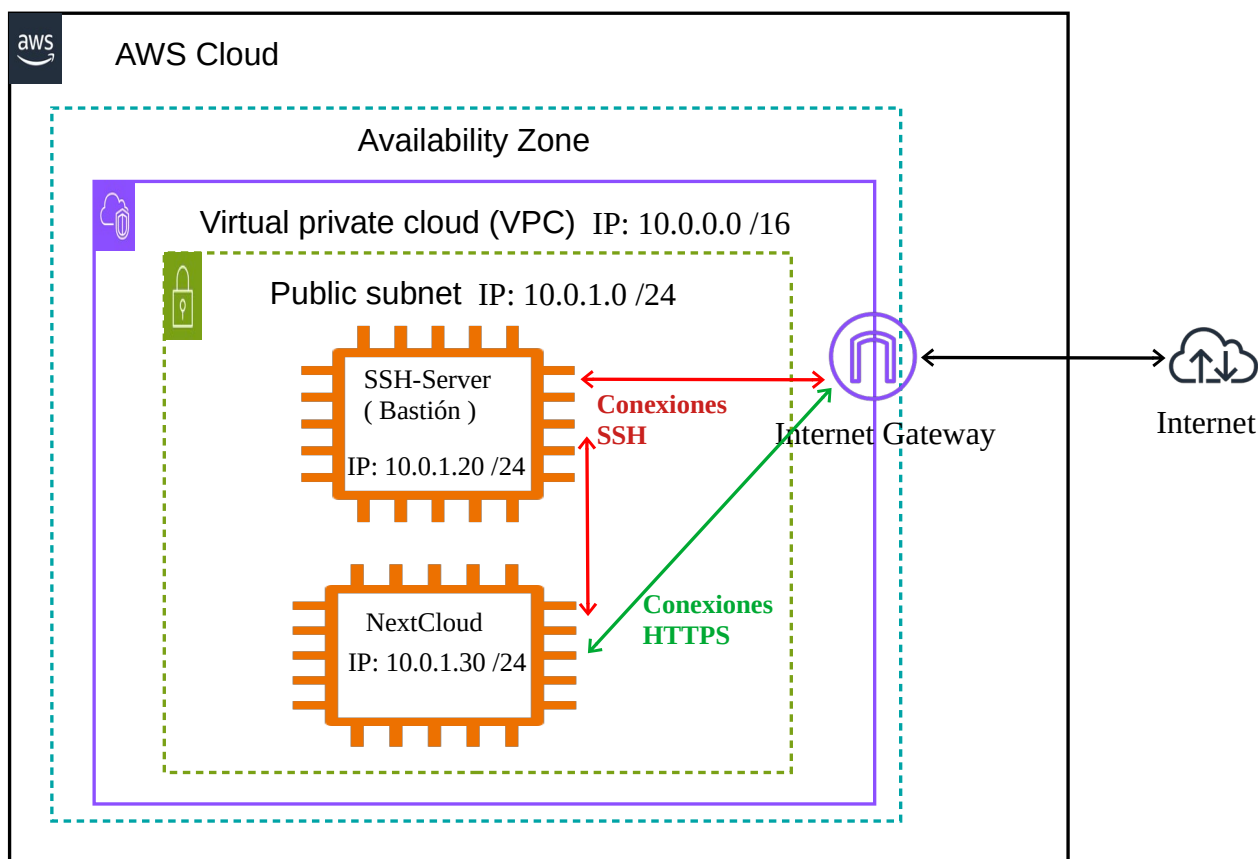 aws
AWS Cloud
Availability Zone
Virtual private cloud (VPC) IP: 10.0.0.0 /16
Public subnet IP: 10.0.1.0 /24
SSH-Server
( Bastión )
IP: 10.0.1.20 /24
Conexiones
SSH
Internet Gateway
Internet
NextCloud
IP: 10.0.1.30 /24
Conexiones
HTTPS